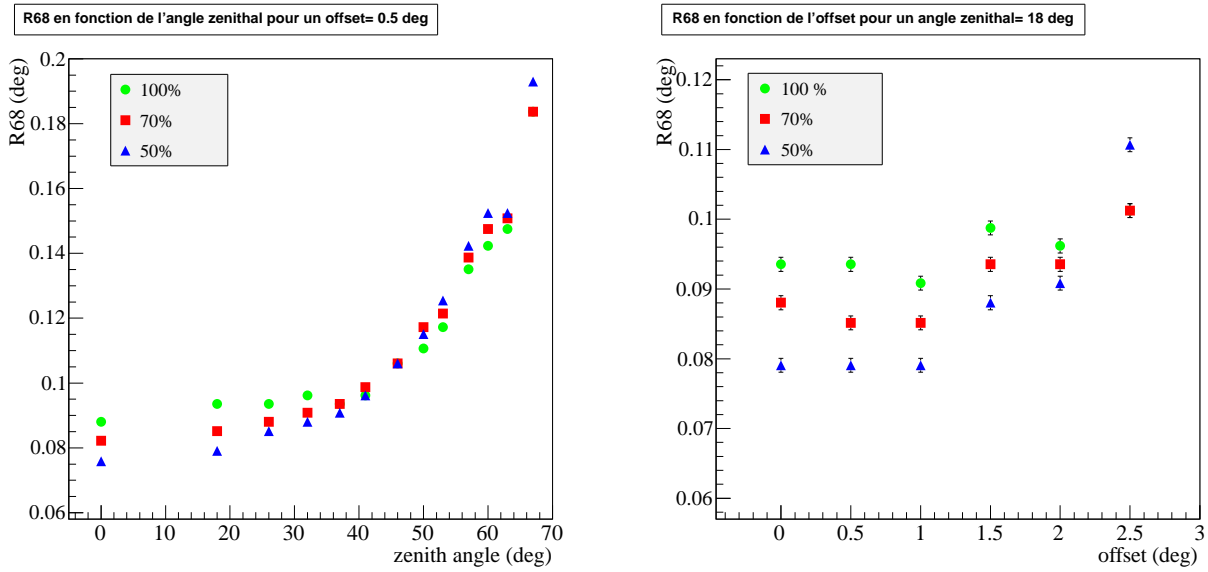 R68 en fonction de l'angle zenithal pour un offset= 0.5 deg
R68 (deg)
0.2
0.18
0.16
0.14
0.12
0.1
0.08
0.06
100%
70%
50%
0 10 20 30 40 50 60 70
zenith angle (deg)
R68 en fonction de l'offset pour un angle zenithal= 18 deg
R68 (deg)
0.12
0.11
0.1
0.09
0.08
0.07
0.06
100 %
70%
50%
0 0.5 1 1.5 2 2.5 3
offset (deg)